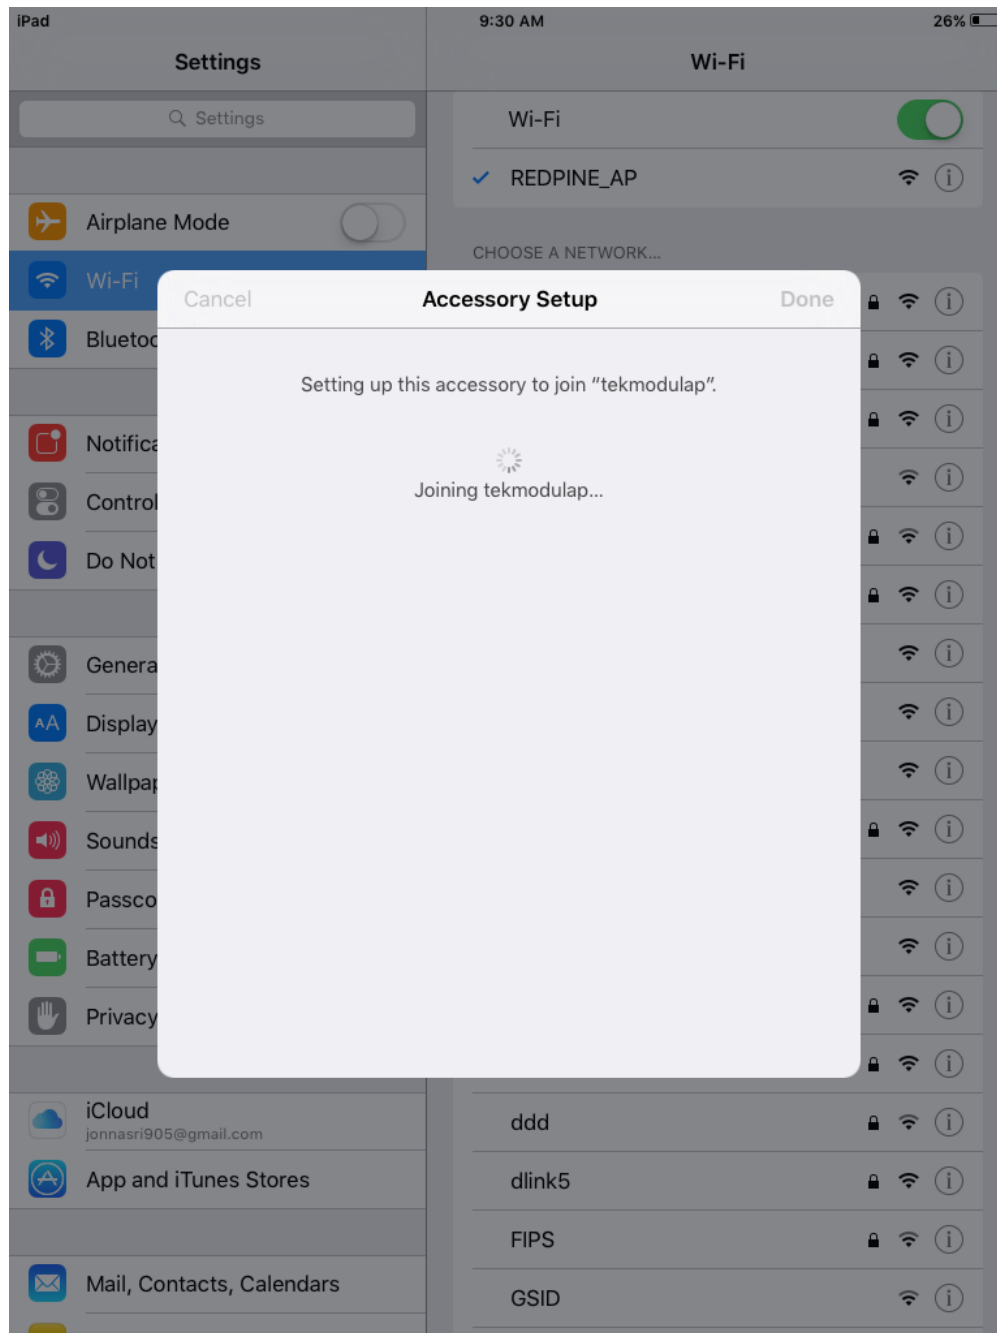 iPad
9:30 AM
26%
Settings
Wi-Fi
Settings
Wi-Fi
REDPINE_AP
Airplane Mode
CHOOSE A NETWORK...
Wi-Fi
Cancel
Accessory Setup
Done
Bluetoo
Setting up this accessory to join “tekmodulap”.
Notifica
Joining tekmodulap...
Control
Do Not
Genera
AA
Display
Wallpap
Sounds
Passco
Battery
Privacy
iCloud
jonnasri905@gmail.com
ddd
App and iTunes Stores
dlink5
FIPS
Mail, Contacts, Calendars
GSID